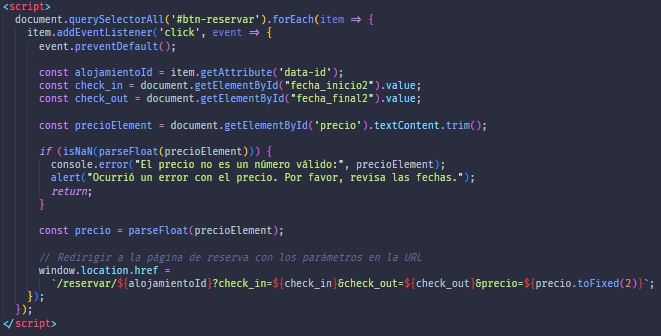 <script>
  document.querySelectorAll('#btn-reservar').forEach(item => {
    item.addEventListener('click', event => {
      event.preventDefault();

      const alojamientoId = item.getAttribute('data-id');
      const check_in = document.getElementById("fecha_inicio2").value;
      const check_out = document.getElementById("fecha_final2").value;

      const precioElement = document.getElementById('precio').textContent.trim();

      if (isNaN(parseFloat(precioElement))) {
        console.error("El precio no es un número válido:", precioElement);
        alert("Ocurrió un error con el precio. Por favor, revisa las fechas.");
        return;
      }

      const precio = parseFloat(precioElement);

      // Redirigir a la página de reserva con los parámetros en la URL
      window.location.href =
        `/reservar/${alojamientoId}?check_in=${check_in}&check_out=${check_out}&precio=${precio.toFixed(2)}`;
    });
  });
</script>